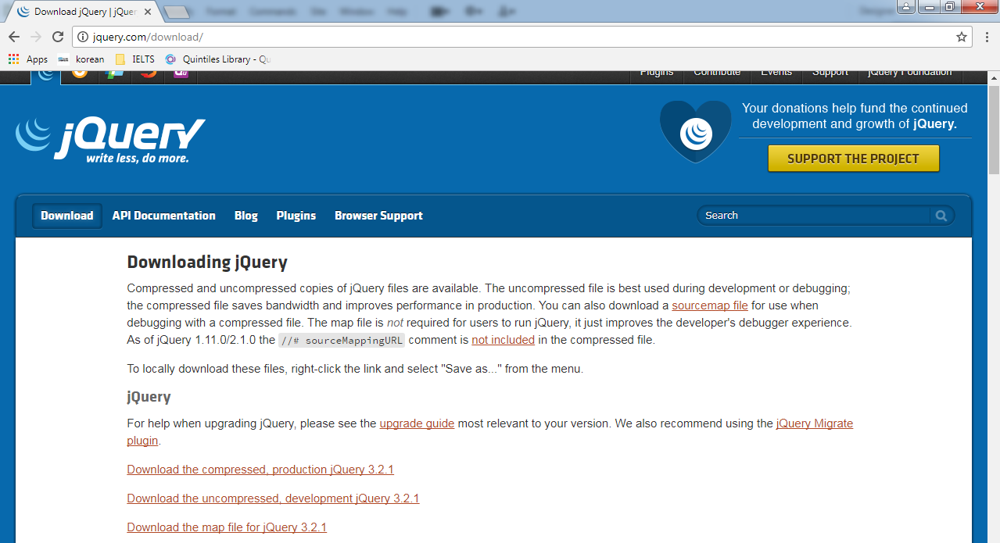 Format Commands Site Window Help
Designer
Download jQuery | jQuer
jquery.com/download/
Apps korean IELTS Quintiles Library - Qu
Plugins Contribute Events Support jQuery Foundation
jQuery
write less, do more.
Your donations help fund the continued
development and growth of jQuery.
SUPPORT THE PROJECT
Download API Documentation Blog Plugins Browser Support Search
Downloading jQuery
Compressed and uncompressed copies of jQuery files are available. The uncompressed file is best used during development or debugging;
the compressed file saves bandwidth and improves performance in production. You can also download a sourcemap file for use when
debugging with a compressed file. The map file is not required for users to run jQuery, it just improves the developer's debugger experience.
As of jQuery 1.11.0/2.1.0 the //# sourceMappingURL comment is not included in the compressed file.
To locally download these files, right-click the link and select "Save as..." from the menu.
jQuery
For help when upgrading jQuery, please see the upgrade guide most relevant to your version. We also recommend using the jQuery Migrate
plugin.
Download the compressed, production jQuery 3.2.1
Download the uncompressed, development jQuery 3.2.1
Download the map file for jQuery 3.2.1